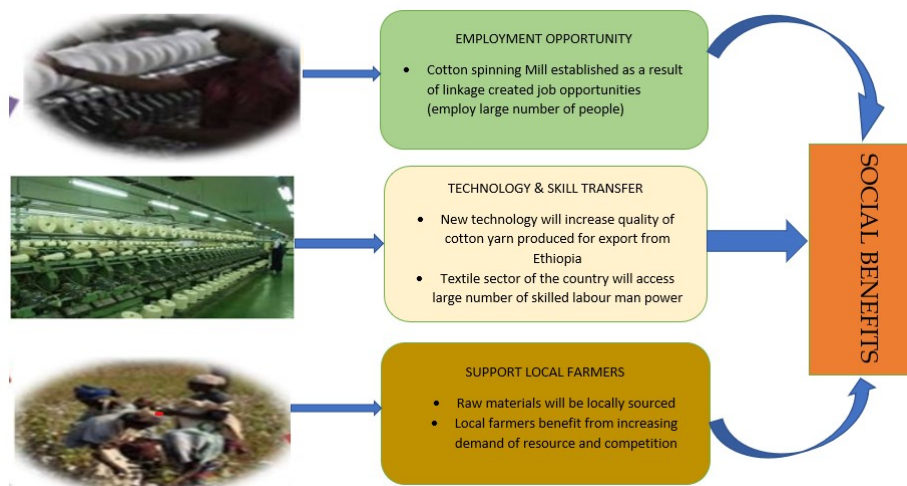 EMPLOYMENT OPPORTUNITY
• Cotton spinning Mill established as a result
of linkage created job opportunities
(employ large number of people)
TECHNOLOGY & SKILL TRANSFER
• New technology will increase quality of
cotton yarn produced for export from
Ethiopia
• Textile sector of the country will access
large number of skilled labour man power
SUPPORT LOCAL FARMERS
• Raw materials will be locally sourced
• Local farmers benefit from increasing
demand of resource and competition
SOCIAL BENEFITS